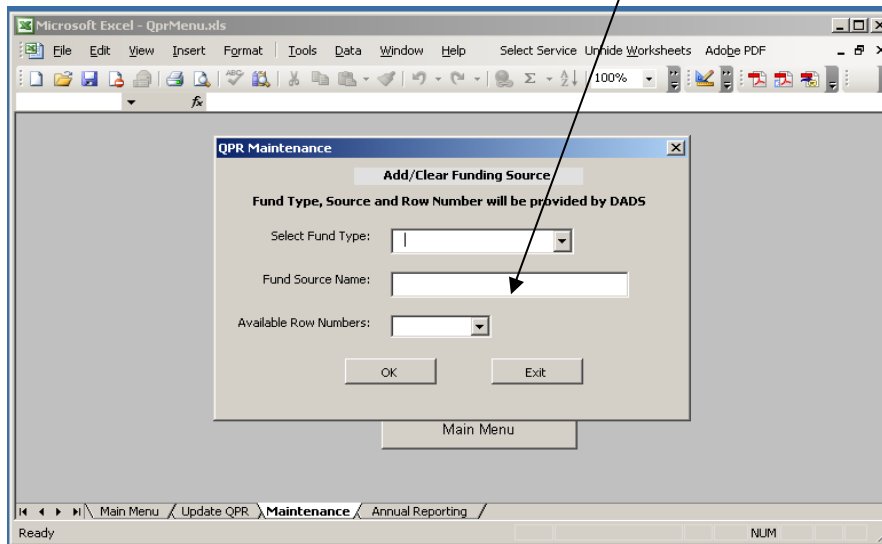 Microsoft Excel - QprMenu.xls
File Edit View Insert Format Tools Data Window Help Select Service Unhide Worksheets Adobe PDF
ABC Σ 100%
fx
QPR Maintenance
Add/Clear Funding Source
Fund Type, Source and Row Number will be provided by DADS
Select Fund Type:
Fund Source Name:
Available Row Numbers:
OK Exit
Main Menu
Main Menu Update QPR Maintenance Annual Reporting
Ready NUM